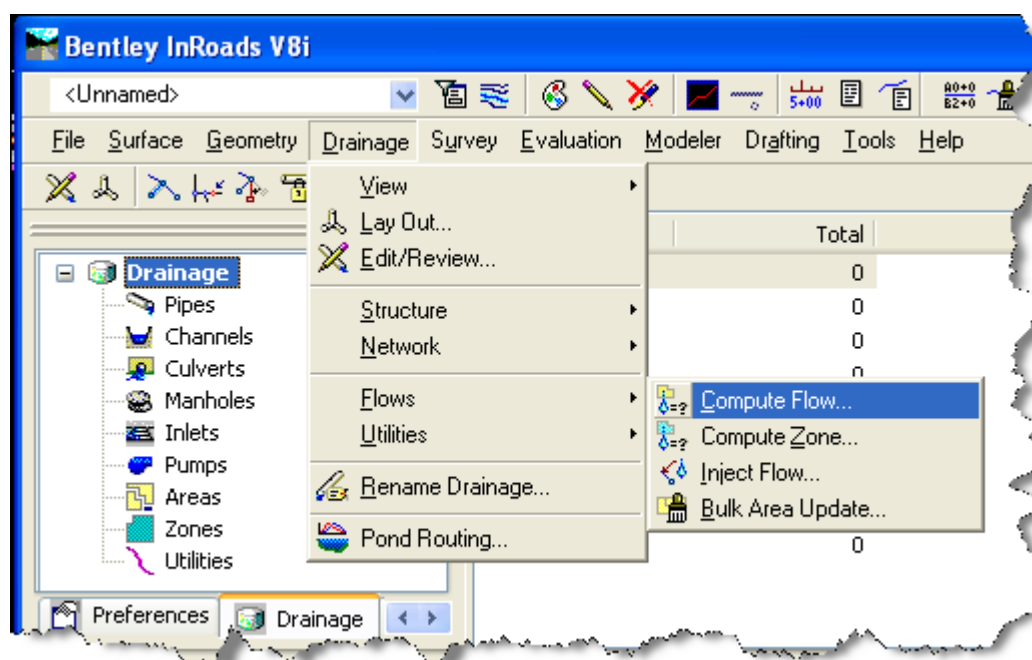 Bentley InRoads V8i
<Unnamed>
5+00
A0+0
B2+0
File Surface Geometry Drainage Survey Evaluation Modeler Drafting Tools Help
View
Lay Out...
Edit/Review...
Structure
Network
Flows
Utilities
Rename Drainage...
Pond Routing...
Compute Flow...
Compute Zone...
Inject Flow...
Bulk Area Update...
Total
0
0
0
0
0
Drainage
Pipes
Channels
Culverts
Manholes
Inlets
Pumps
Areas
Zones
Utilities
Preferences Drainage